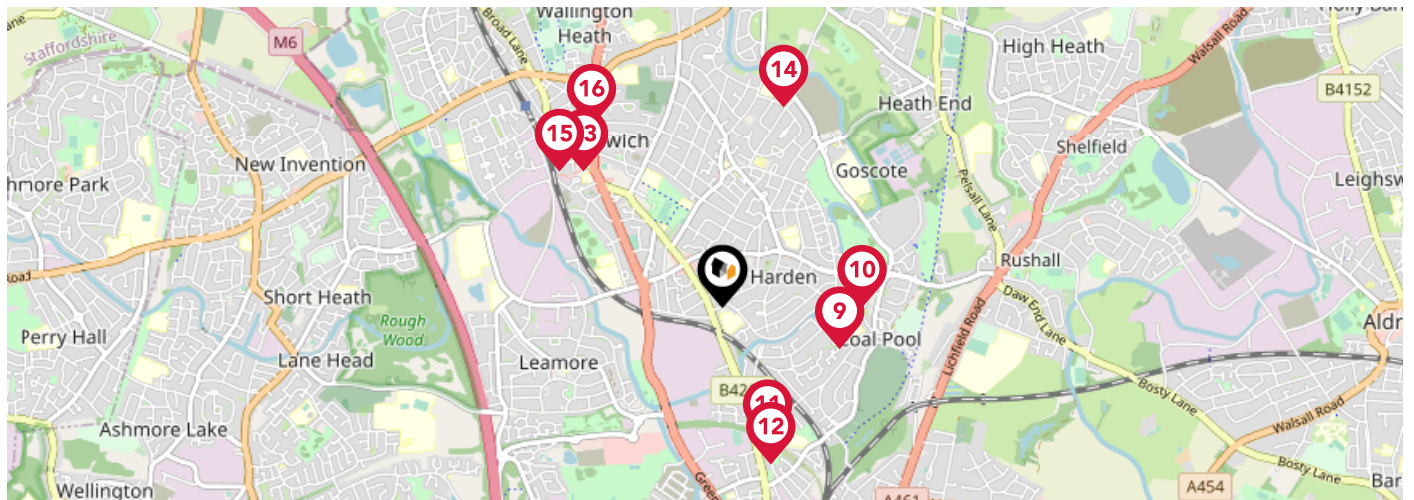 Wallington
Heath
Holly Ban
Lane
Broad Lane
Walsall Road
Staffordshire
M6
High Heath
16
14
B4152
Heath End
15
3
wich
Shelfield
New Invention
hmore Park
Goscote
Pelsall Lane
Leighsw
Road
Harden
10
Rushall
Short Heath
9
Daw End Lane
Rough
Wood
Perry Hall
Coal Pool
Aldr
Lichfield Road
Lane Head
Leamore
B42
11
12
Bosty Lane
Walsall Road
Ashmore Lake
Bosty Lane
Green
A461
A454
Bar
Wellington